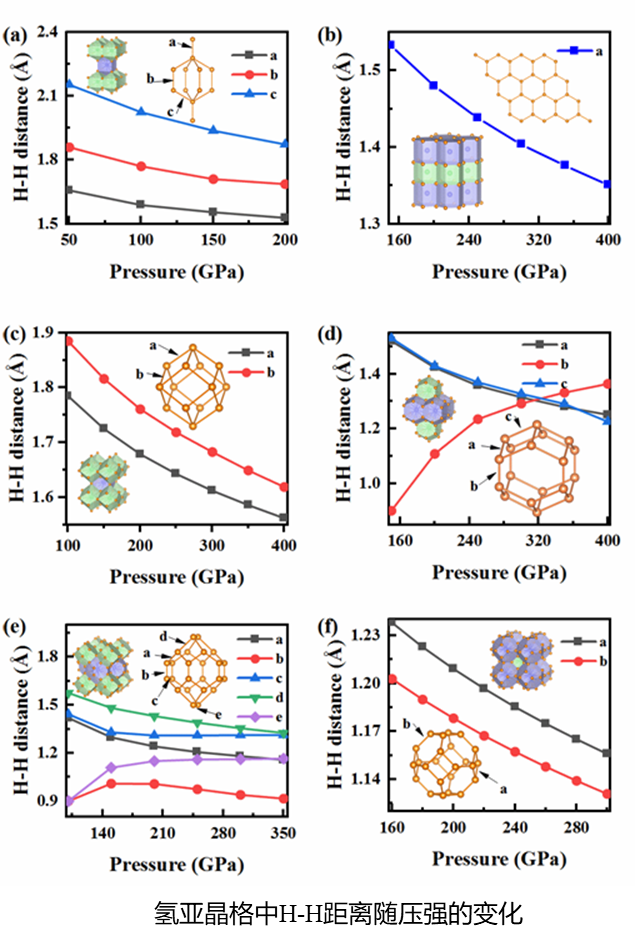 (a)
2.4
2.1
1.8
1.5
H-H distance (Å)
50
100
150
200
Pressure (GPa)
a
b
c
a
b
c
(b)
1.5
1.4
1.3
H-H distance (Å)
160
240
320
400
Pressure (GPa)
a
(c)
1.9
1.8
1.7
1.6
H-H distance (Å)
100
150
200
250
300
350
400
Pressure (GPa)
a
b
a
b
(d)
1.4
1.2
1.0
H-H distance (Å)
160
240
320
400
Pressure (GPa)
a
b
c
c
a
b
(e)
1.8
1.5
1.2
0.9
H-H distance (Å)
140
210
280
350
Pressure (GPa)
d
a
b
c
e
a
b
c
d
e
(f)
1.23
1.20
1.17
1.14
H-H distance (Å)
160
200
240
280
Pressure (GPa)
a
b
b
a
氢亚晶格中H-H距离随压强的变化